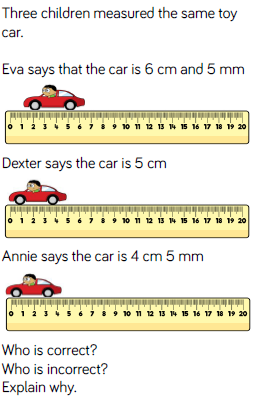 Three children measured the same toy
car.
Eva says that the car is 6 cm and 5 mm
0 1 2 3 4 5 6 7 8 9 10 11 12 13 14 15 16 17 18 19 20
Dexter says the car is 5 cm
0 1 2 3 4 5 6 7 8 9 10 11 12 13 14 15 16 17 18 19 20
Annie says the car is 4 cm 5 mm
0 1 2 3 4 5 6 7 8 9 10 11 12 13 14 15 16 17 18 19 20
Who is correct?
Who is incorrect?
Explain why.